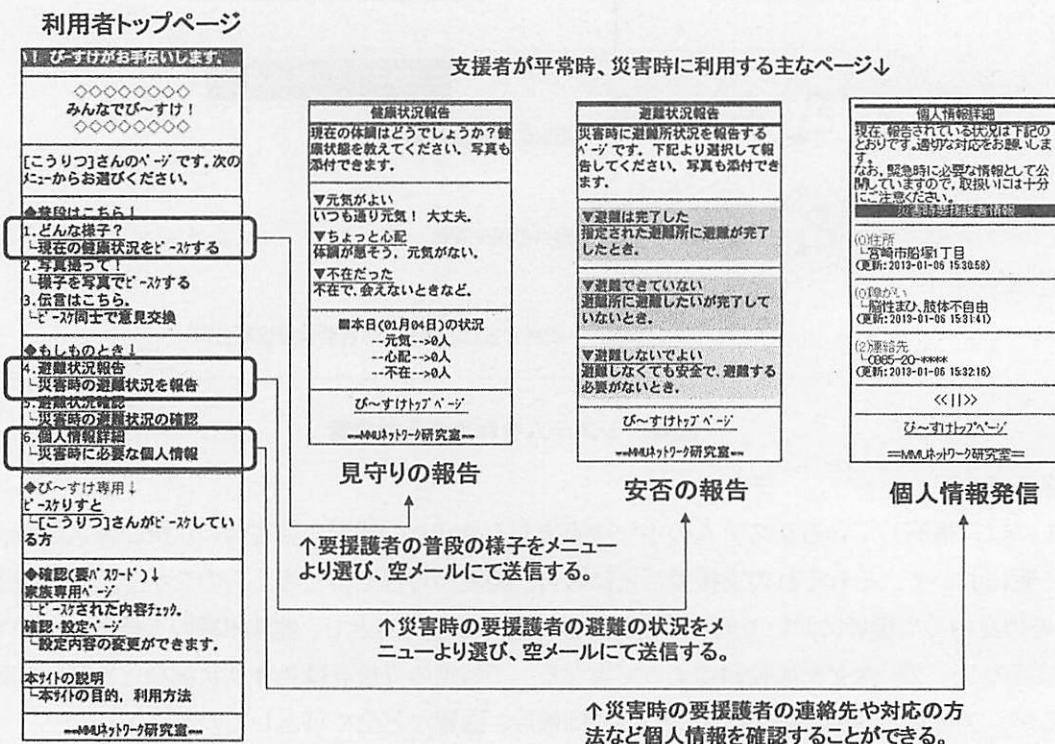 利用者トップページ
\! び~すけがお手伝いします。
◇◇◇◇◇◇◇◇
みんなでび～すけ！
◇◇◇◇◇◇◇◇
[こうりつ]さんのページです。次の
メニューからお選びください。
◆普段はこちら↓
1.どんな様子？
└現在の健康状況をビースケする
2.写真撮って！
└様子を写真でビースケする
3.伝言はこちら。
└ビースケ同士で意見交換
◆もしものとき↓
4.避難状況報告
└災害時の避難状況を報告
5.避難状況確認
└災害時の避難状況の確認
6.個人情報詳細
└災害時に必要な個人情報
◆び～すけ専用↓
ビースケりすと
└[こうりつ]さんがビースケしてい
る方
◆確認(要パスワード)↓
家族専用ページ
└ビースケされた内容チェック。
確認・設定ページ
└設定内容の変更ができます。
本サイトの説明
└本サイトの目的，利用方法
==MMUネットワーク研究室==
支援者が平常時、災害時に利用する主なページ↓
健康状況報告
現在の体調はどうでしょうか？健
康状態を教えてください。写真も
添付できます。
▼元気がよい
いつも通り元気！ 大丈夫。
▼ちょっと心配
体調が悪そう。元気がない。
▼不在だった
不在で、会えないときなど。
■本日(01月04日)の状況
--元気-->0人
--心配-->0人
--不在-->0人
び～すけトップページ
==MMUネットワーク研究室==
見守りの報告
↑要援護者の普段の様子をメニュー
より選び、空メールにて送信する。
避難状況報告
災害時に避難所状況を報告する
ページです。下記より選択して報
告してください。写真も添付でき
ます。
▼避難は完了した
指定された避難所に避難が完了
したとき。
▼避難できていない
避難所に避難したいが完了して
いないとき。
▼避難しないでよい
避難しなくても安全で、避難する
必要がないとき。
び～すけトップページ
==MMUネットワーク研究室==
安否の報告
↑災害時の要援護者の避難の状況をメ
ニューより選び、空メールにて送信する。
個人情報詳細
現在、報告されている状況は下記の
とおりです。適切な対応をお願いしま
す。
なお、緊急時に必要な情報として公
開していますので、取扱いには十分
にご注意ください。
災害時要援護者情報
(0)住所
└宮崎市船塚1丁目
(更新:2013-01-06 15:30:58)
(0)障がい
└脳性まひ、肢体不自由
(更新:2013-01-06 15:31:41)
(2)連絡先
└0985-20-****
(更新:2013-01-06 15:32:16)
<<||>>
び～すけトップページ
==MMUネットワーク研究室==
個人情報発信
↑災害時の要援護者の連絡先や対応の方
法など個人情報を確認することができる。